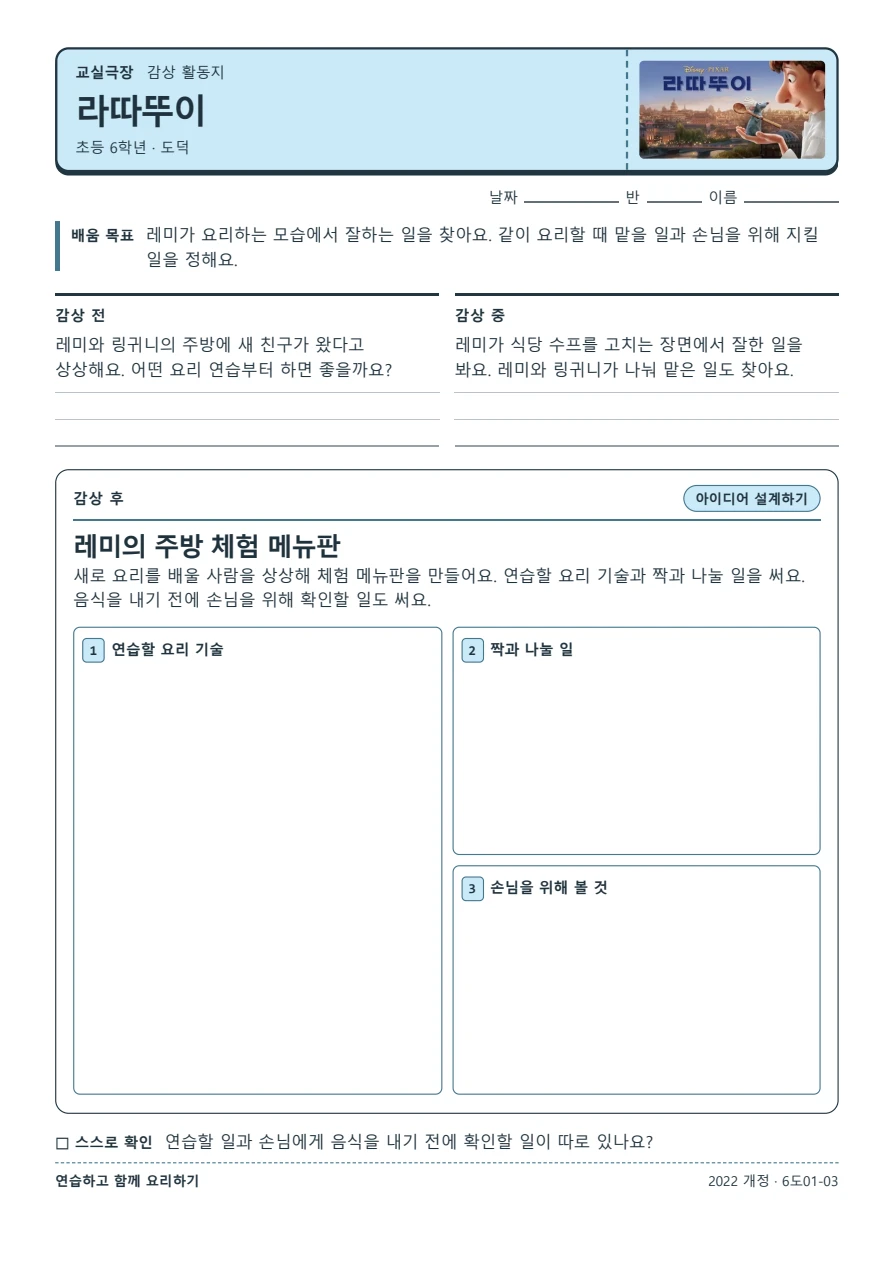 교실극장 감상 활동지
라따뚜이
초등 6학년 · 도덕
Disney PIXAR
라따뚜이
날짜 반 이름
배움 목표 레미가 요리하는 모습에서 잘하는 일을 찾아요. 같이 요리할 때 맡을 일과 손님을 위해 지킬
일을 정해요.
감상 전
레미와 링귀니의 주방에 새 친구가 왔다고
상상해요. 어떤 요리 연습부터 하면 좋을까요?
감상 중
레미가 식당 수프를 고치는 장면에서 잘한 일을
봐요. 레미와 링귀니가 나눠 맡은 일도 찾아요.
감상 후
아이디어 설계하기
레미의 주방 체험 메뉴판
새로 요리를 배울 사람을 상상해 체험 메뉴판을 만들어요. 연습할 요리 기술과 짝과 나눌 일을 써요.
음식을 내기 전에 손님을 위해 확인할 일도 써요.
1 연습할 요리 기술
2 짝과 나눌 일
3 손님을 위해 볼 것
□ 스스로 확인 연습할 일과 손님에게 음식을 내기 전에 확인할 일이 따로 있나요?
연습하고 함께 요리하기
2022 개정 · 6도01-03